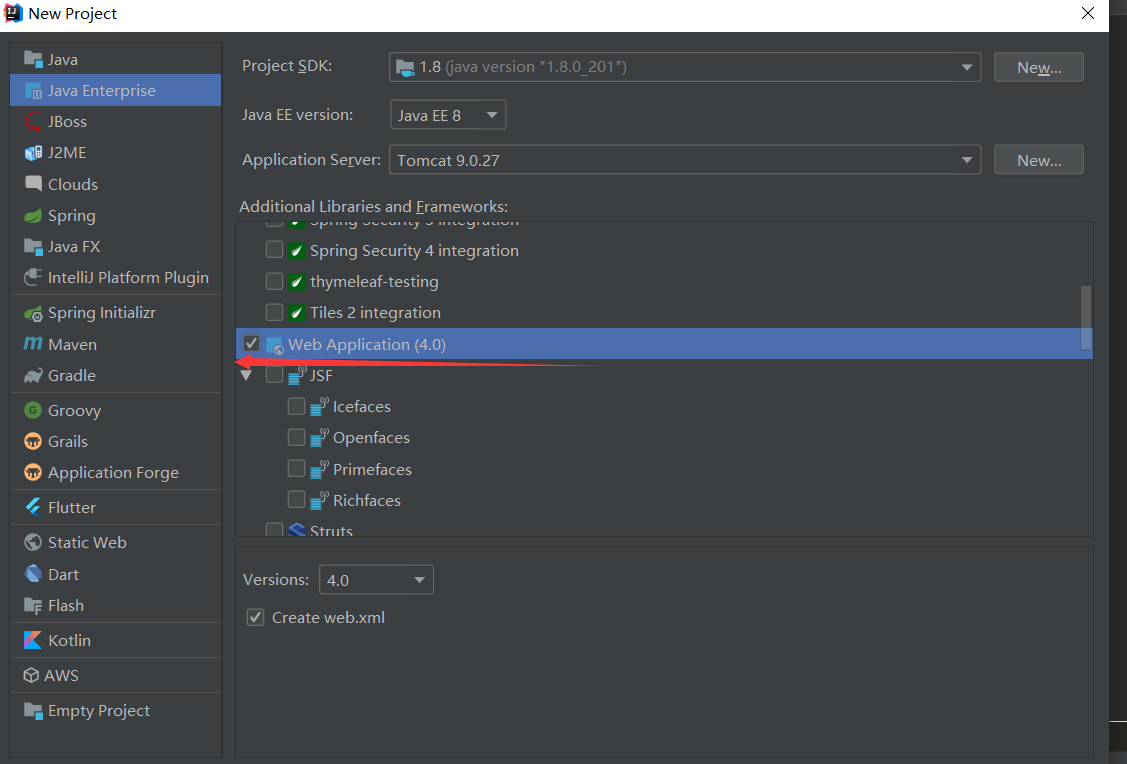 New Project
Java
Java Enterprise
JBoss
J2ME
Clouds
Spring
Java FX
IntelliJ Platform Plugin
Spring Initializr
Maven
Gradle
Groovy
Grails
Application Forge
Flutter
Static Web
Dart
Flash
Kotlin
AWS
Empty Project
Project SDK: 1.8 (java version "1.8.0_201") New...
Java EE version: Java EE 8
Application Server: Tomcat 9.0.27 New...
Additional Libraries and Frameworks:
Spring Security 3 integration
Spring Security 4 integration
thymeleaf-testing
Tiles 2 integration
Web Application (4.0)
JSF
Icefaces
Openfaces
Primefaces
Richfaces
Struts
Versions: 4.0
Create web.xml